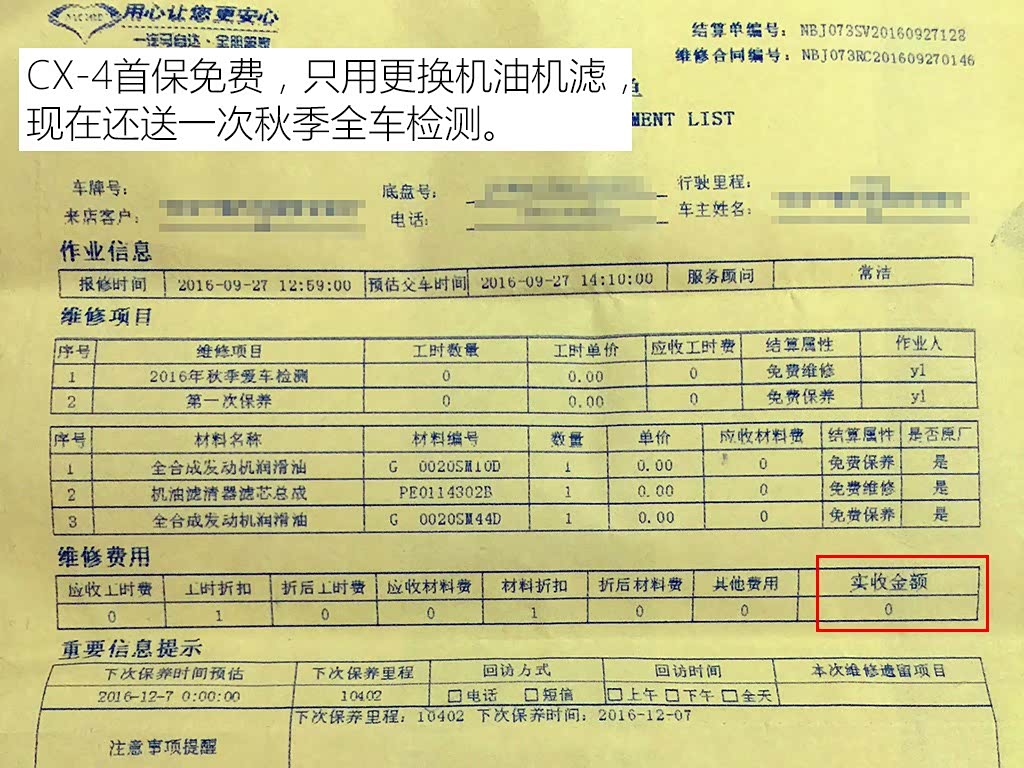 用心让您更安心
一连马自达·全部部整
结算单编号: NBJ073SV20160927128
维修合同编号: NBJ073RC201609270146
CX-4首保免费，只用更换机油机滤，
现在还送一次秋季全车检测。
MENT LIST
车牌号: 底盘号: 行驶里程:
来店客户: 电话: 车主姓名:
作业信息
报修时间 2016-09-27 12:59:00 预估交车时间 2016-09-27 14:10:00 服务顾问 常洁
维修项目
序号 维修项目 工时数量 工时单价 应收工时费 结算属性 作业人
1 2016年秋季爱车检测 0 0.00 0 免费维修 yl
2 第一次保养 0 0.00 0 免费保养 yl
序号 材料名称 材料编号 数量 单价 应收材料费 结算属性 是否原厂
1 全合成发动机润滑油 G 0020SM10D 1 0.00 0 免费保养 是
2 机油滤清器滤芯总成 PE0114302B 1 0.00 0 免费维修 是
3 全合成发动机润滑油 G 0020SM44D 1 0.00 0 免费保养 是
维修费用
应收工时费 工时折扣 折后工时费 应收材料费 材料折扣 折后材料费 其他费用 实收金额
0 1 0 0 1 0 0 0
重要信息提示
下次保养时间预估 下次保养里程 回访方式 回访时间 本次维修遗留项目
2016-12-7 0:00:00 10402 □电话 □短信 □上午 □下午 □全天
下次保养里程: 10402 下次保养时间: 2016-12-07
注意事项提醒